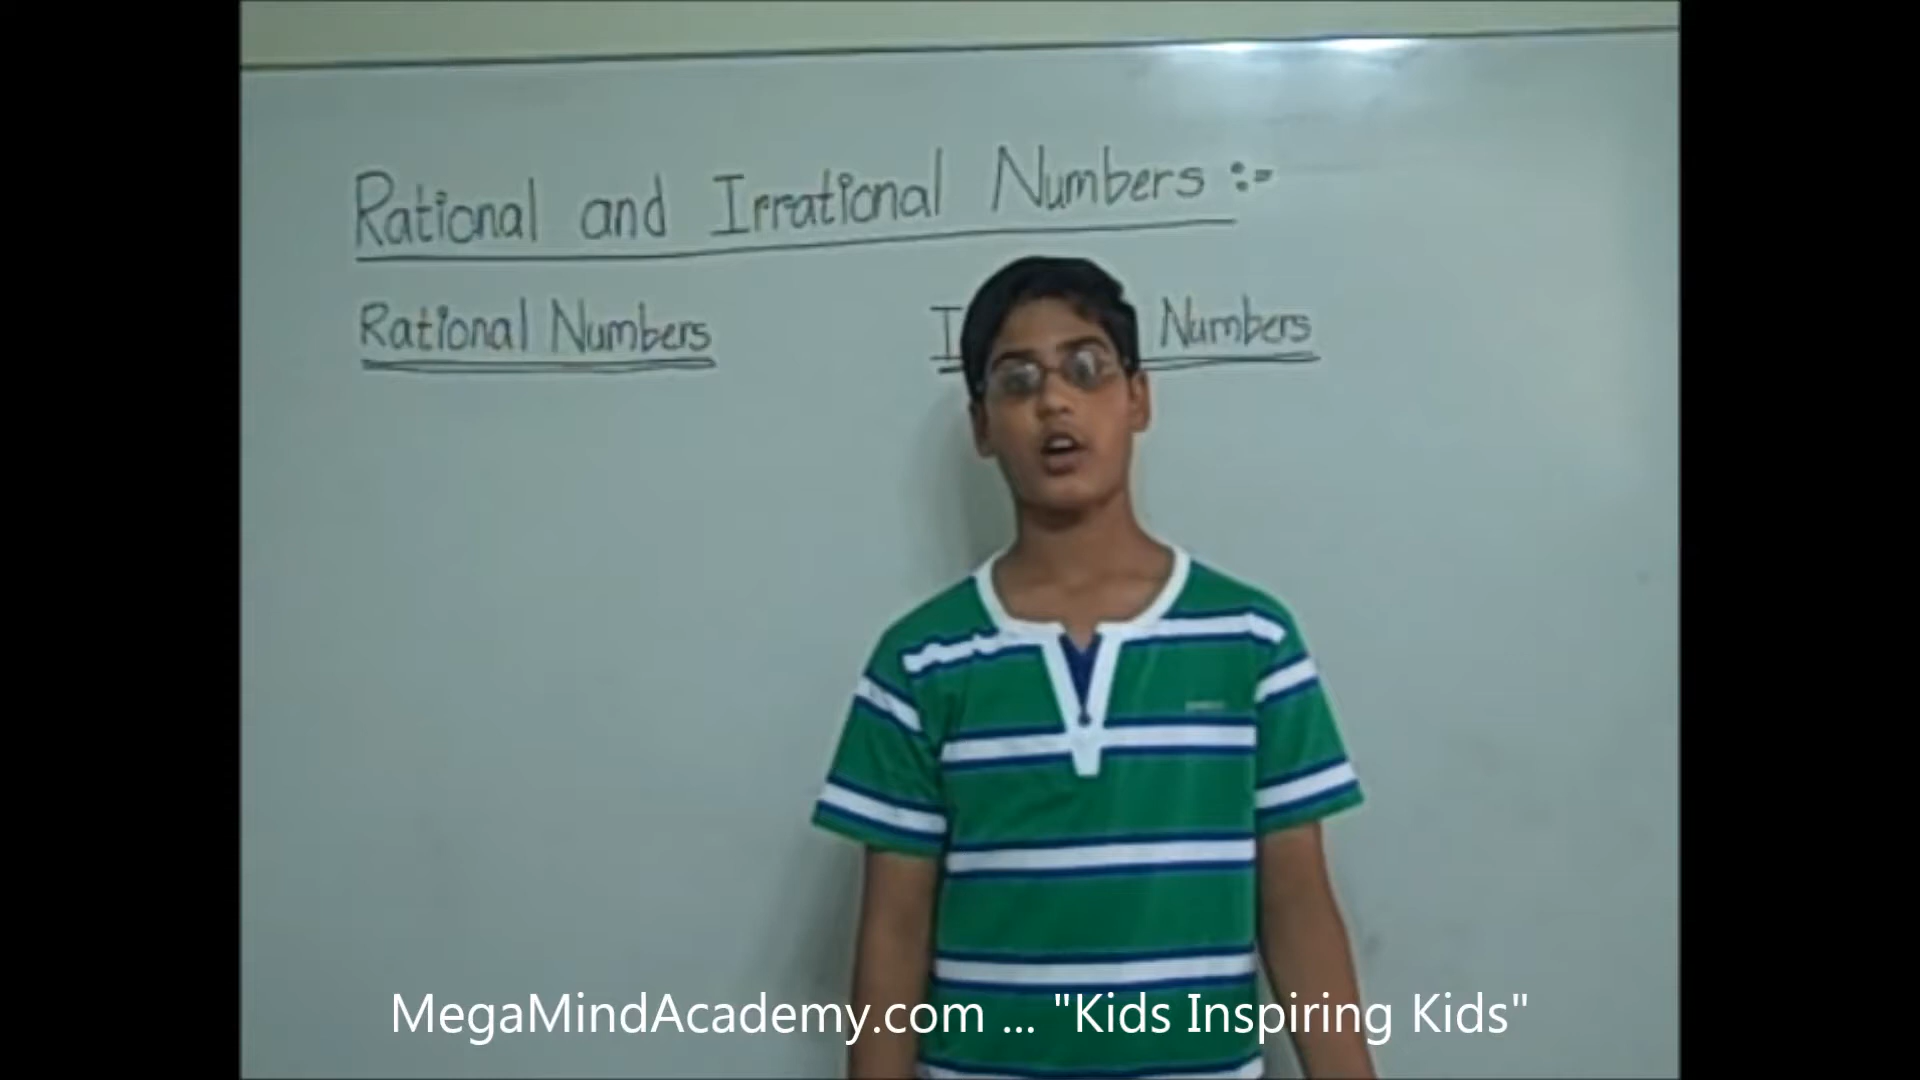 Rational and Irrational Numbers :-
Rational Numbers
I Numbers
MegaMindAcademy.com ... "Kids Inspiring Kids"